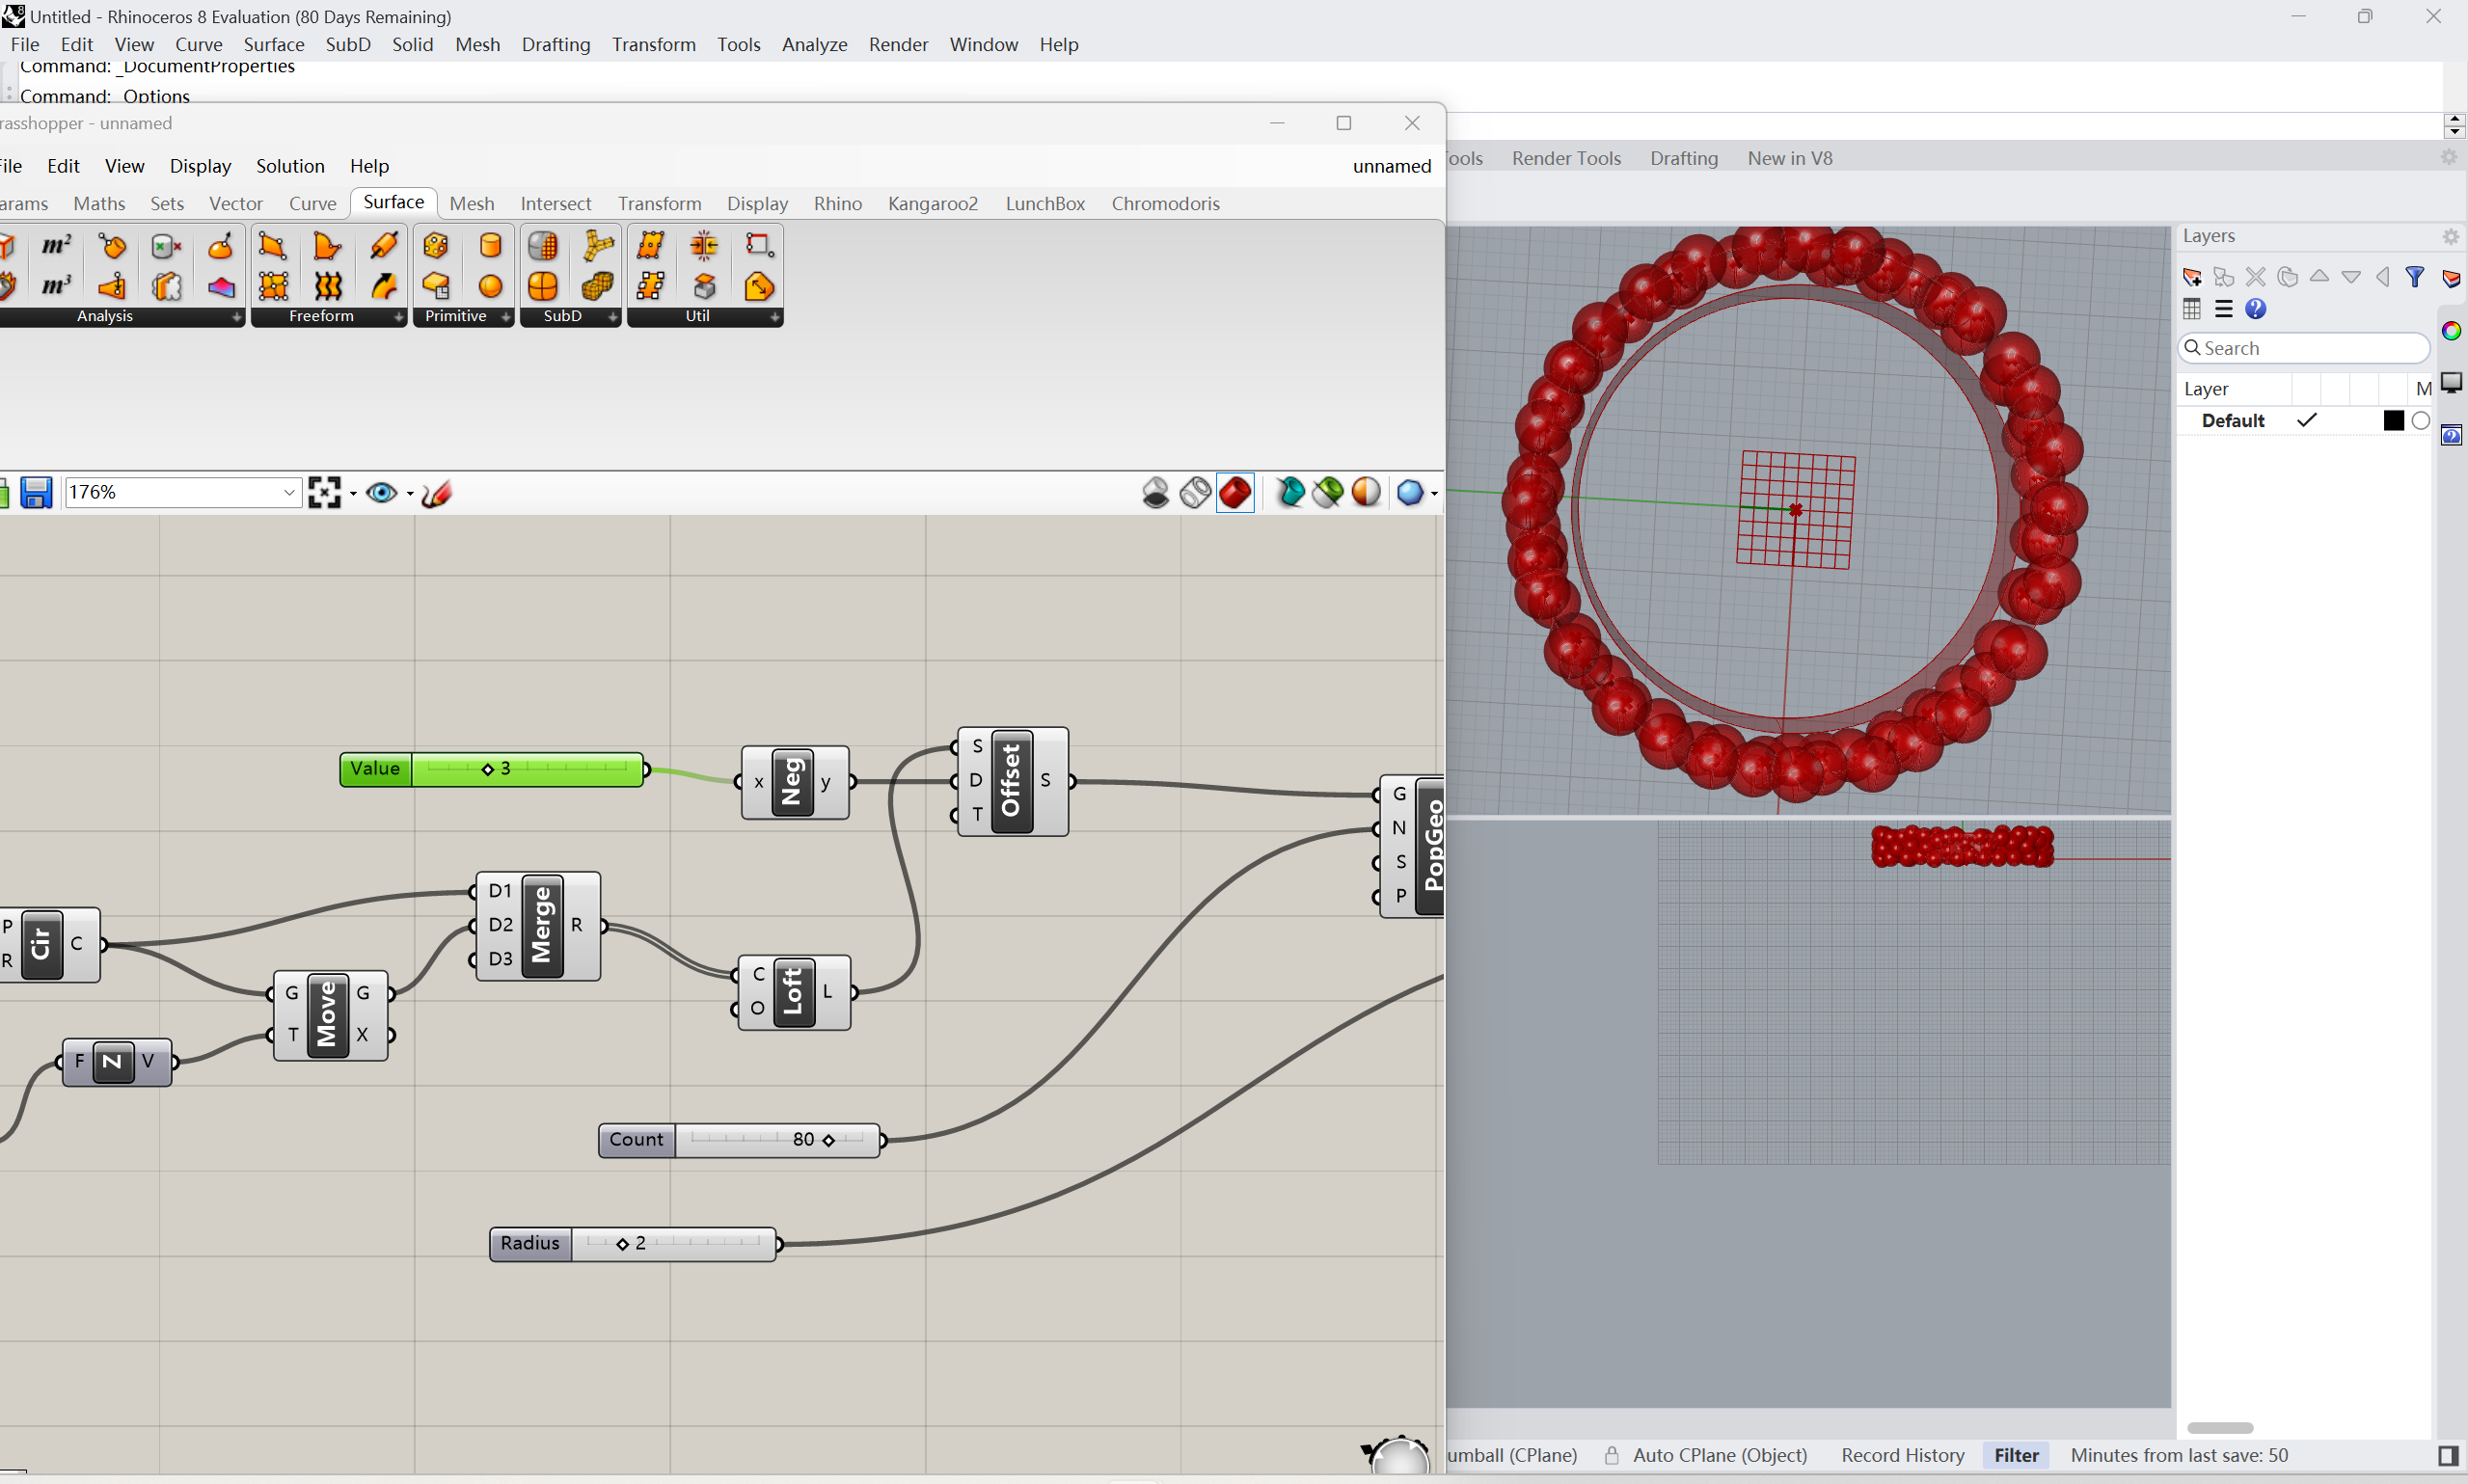 Untitled - Rhinoceros 8 Evaluation (80 Days Remaining)
File Edit View Curve Surface SubD Solid Mesh Drafting Transform Tools Analyze Render Window Help
Command: _DocumentProperties
Command: _Options
rasshopper - unnamed
ile Edit View Display Solution Help unnamed
ools Render Tools Drafting New in V8
arams Maths Sets Vector Curve Surface Mesh Intersect Transform Display Rhino Kangaroo2 LunchBox Chromodoris
Layers
m²
m³
Analysis Freeform Primitive SubD Util
Search
Layer M
Default
176%
Value 3
x Neg y
S D T Offset S
G N S P PopGeo
D1 D2 D3 Merge R
P R Cir C
G T Move G X
C O Loft L
F Z V
Count 80
Radius 2
umball (CPlane) Auto CPlane (Object) Record History Filter Minutes from last save: 50